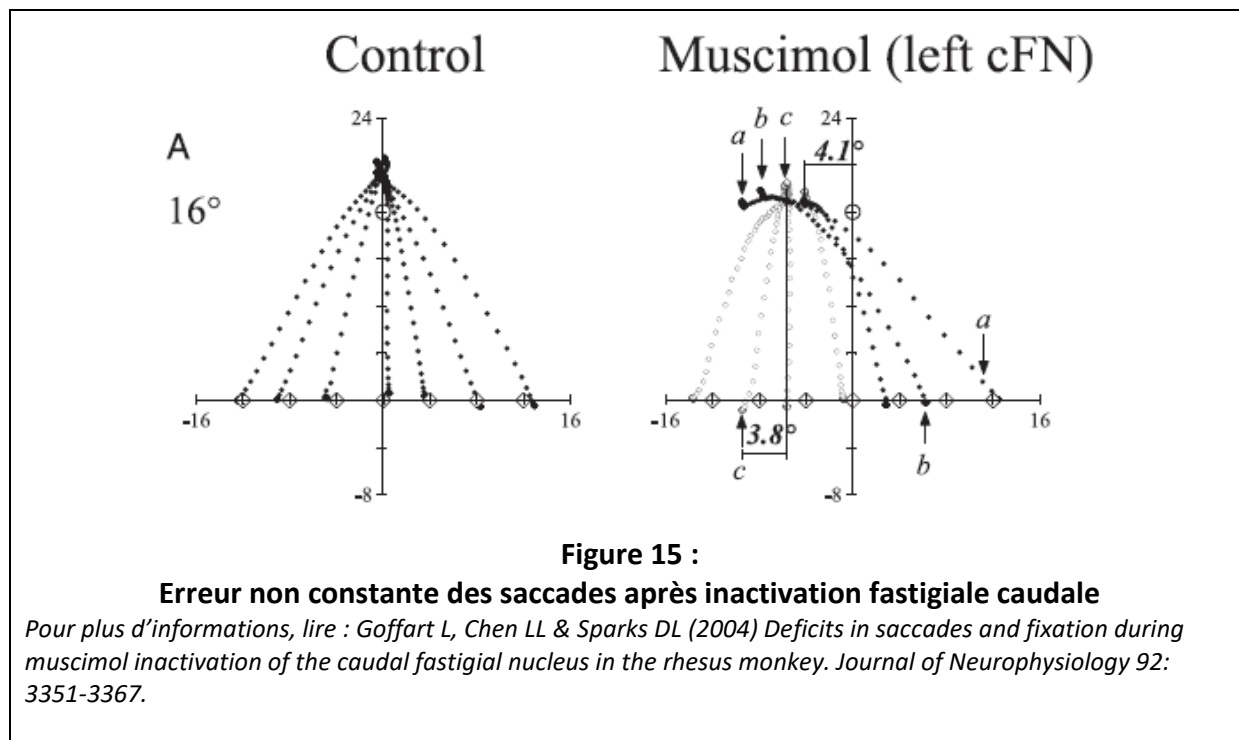 Control
Muscimol (left cFN)
A
16°
24
-16
16
-8
a
b
c
24
4.1°
a
-16
16
3.8°
c
b
-8
Figure 15 :
Erreur non constante des saccades après inactivation fastigiale caudale
Pour plus d'informations, lire : Goffart L, Chen LL & Sparks DL (2004) Deficits in saccades and fixation during
muscimol inactivation of the caudal fastigial nucleus in the rhesus monkey. Journal of Neurophysiology 92:
3351-3367.